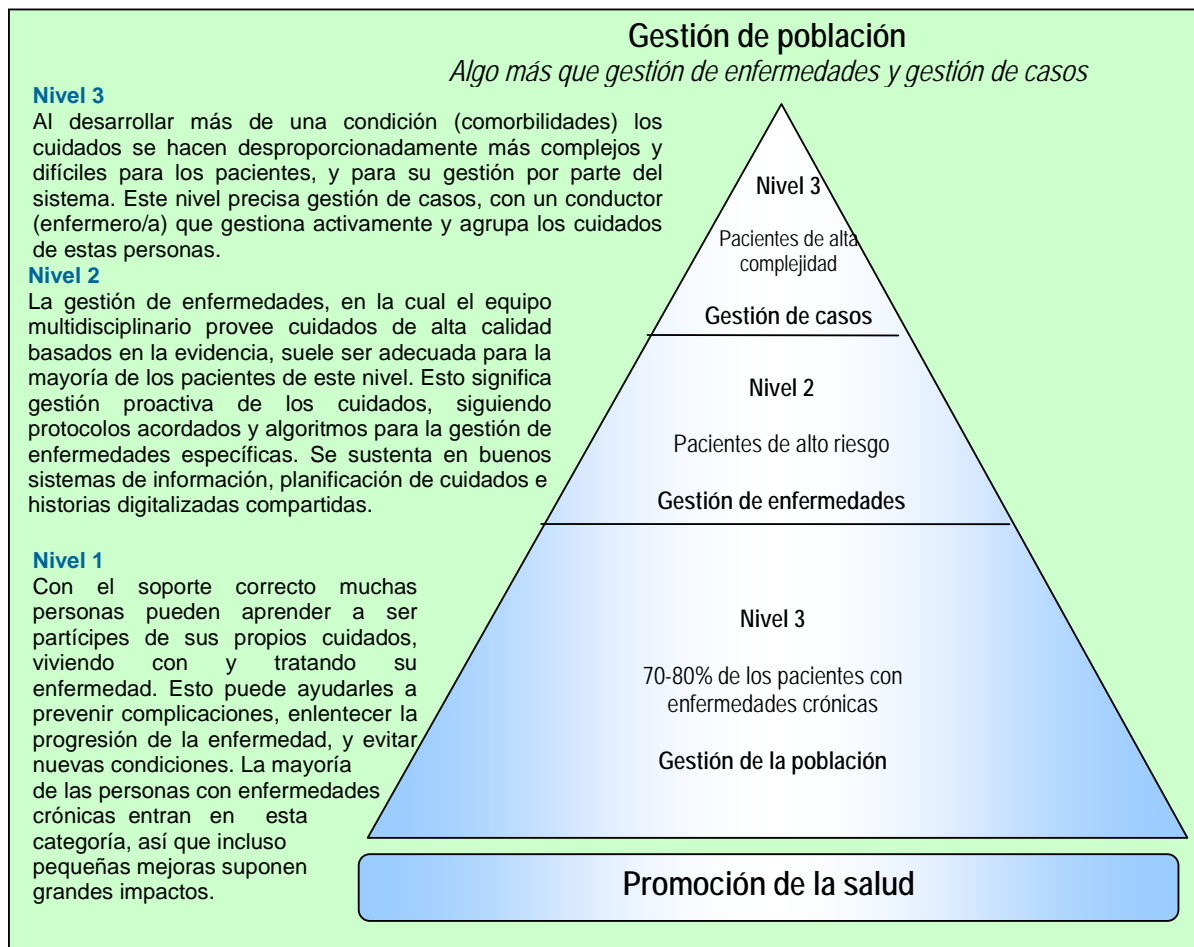 Gestión de población
Algo más que gestión de enfermedades y gestión de casos
Nivel 3
Al desarrollar más de una condición (comorbilidades) los
cuidados se hacen desproporcionadamente más complejos y
difíciles para los pacientes, y para su gestión por parte del
sistema. Este nivel precisa gestión de casos, con un conductor
(enfermero/a) que gestiona activamente y agrupa los cuidados
de estas personas.
Nivel 2
La gestión de enfermedades, en la cual el equipo
multidisciplinario provee cuidados de alta calidad
basados en la evidencia, suele ser adecuada para la
mayoría de los pacientes de este nivel. Esto significa
gestión proactiva de los cuidados, siguiendo
protocolos acordados y algoritmos para la gestión de
enfermedades específicas. Se sustenta en buenos
sistemas de información, planificación de cuidados e
historias digitalizadas compartidas.
Nivel 1
Con el soporte correcto muchas
personas pueden aprender a ser
partícipes de sus propios cuidados,
viviendo con y tratando su
enfermedad. Esto puede ayudarles a
prevenir complicaciones, enlentecer la
progresión de la enfermedad, y evitar
nuevas condiciones. La mayoría
de las personas con enfermedades
crónicas entran en esta
categoría, así que incluso
pequeñas mejoras suponen
grandes impactos.
Nivel 3
Pacientes de alta
complejidad
Gestión de casos
Nivel 2
Pacientes de alto riesgo
Gestión de enfermedades
Nivel 3
70-80% de los pacientes con
enfermedades crónicas
Gestión de la población
Promoción de la salud